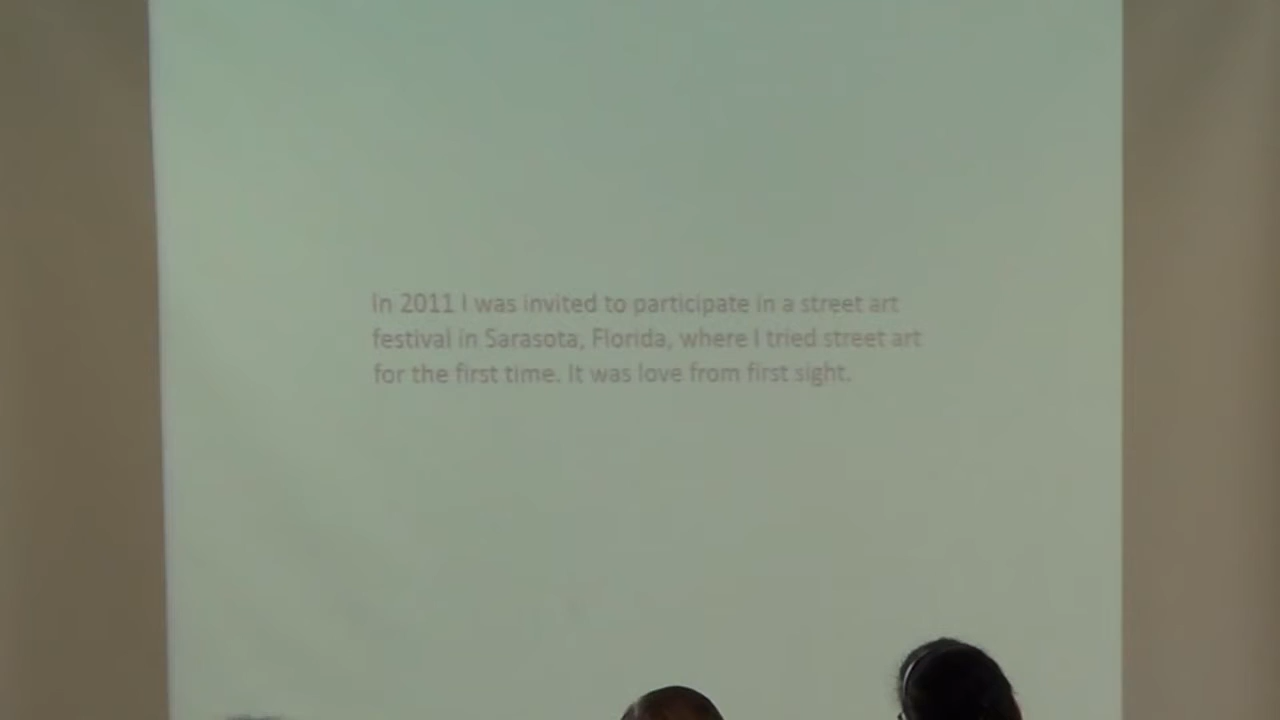 In 2011 I was invited to participate in a street art
festival in Sarasota, Florida, where I tried street art
for the first time. It was love from first sight.